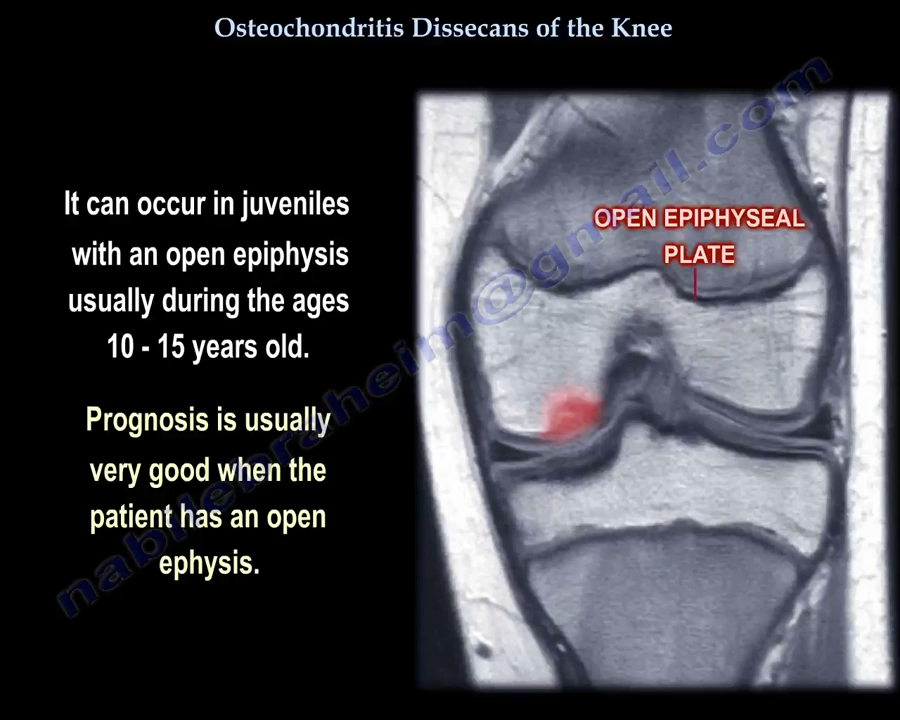 Osteochondritis Dissecans of the Knee
It can occur in juveniles
with an open epiphysis
usually during the ages
10 - 15 years old.
Prognosis is usually
very good when the
patient has an open
ephysis.
OPEN EPIPHYSEAL
PLATE
nabilenraheim@gmail.com